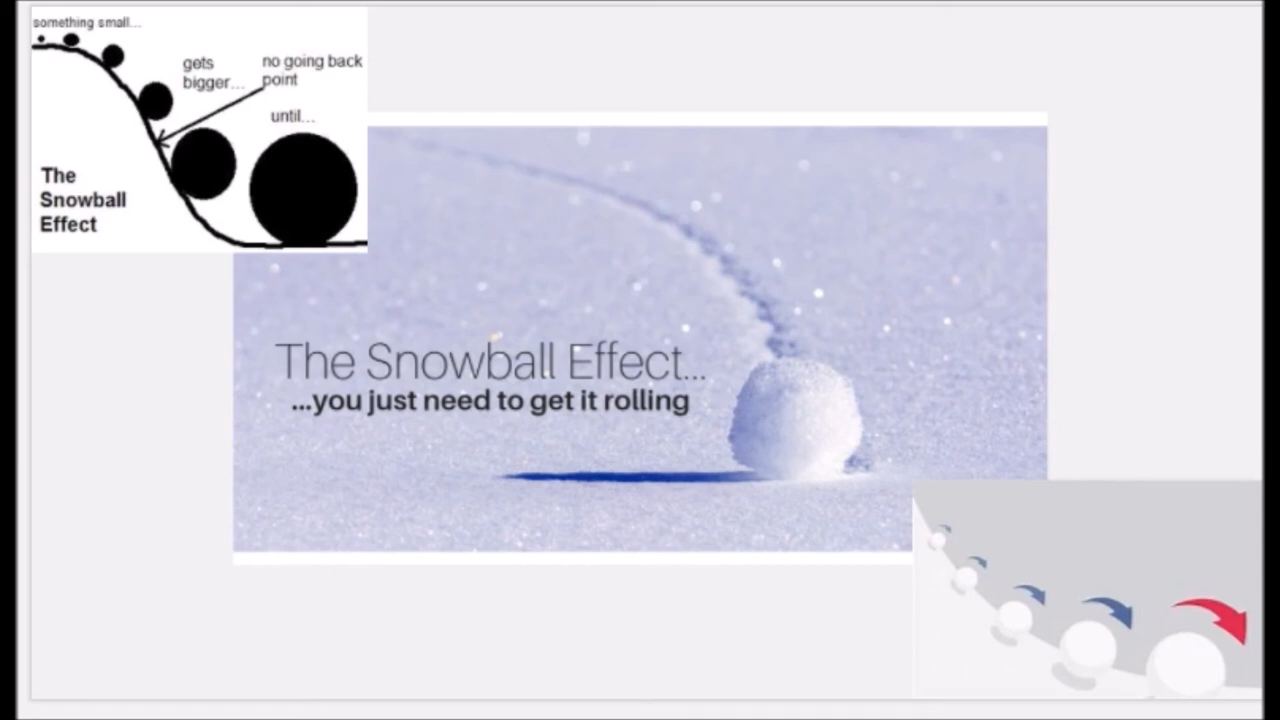 something small...
gets
bigger...
no going back
point
until...
The
Snowball
Effect
The Snowball Effect...
...you just need to get it rolling